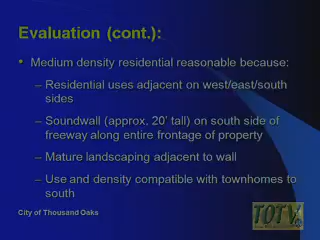 Evaluation (cont.):
• Medium density residential reasonable because:
– Residential uses adjacent on west/east/south
sides
– Soundwall (approx. 20' tall) on south side of
freeway along entire frontage of property
– Mature landscaping adjacent to wall
– Use and density compatible with townhomes to
south
City of Thousand Oaks
TOTV